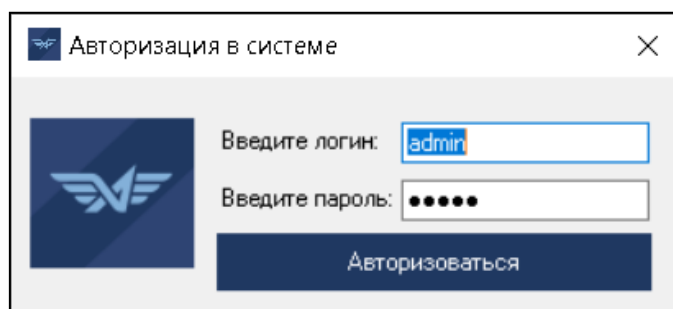 Авторизация в системе
Введите логин: admin
Введите пароль: •••••
Авторизоваться